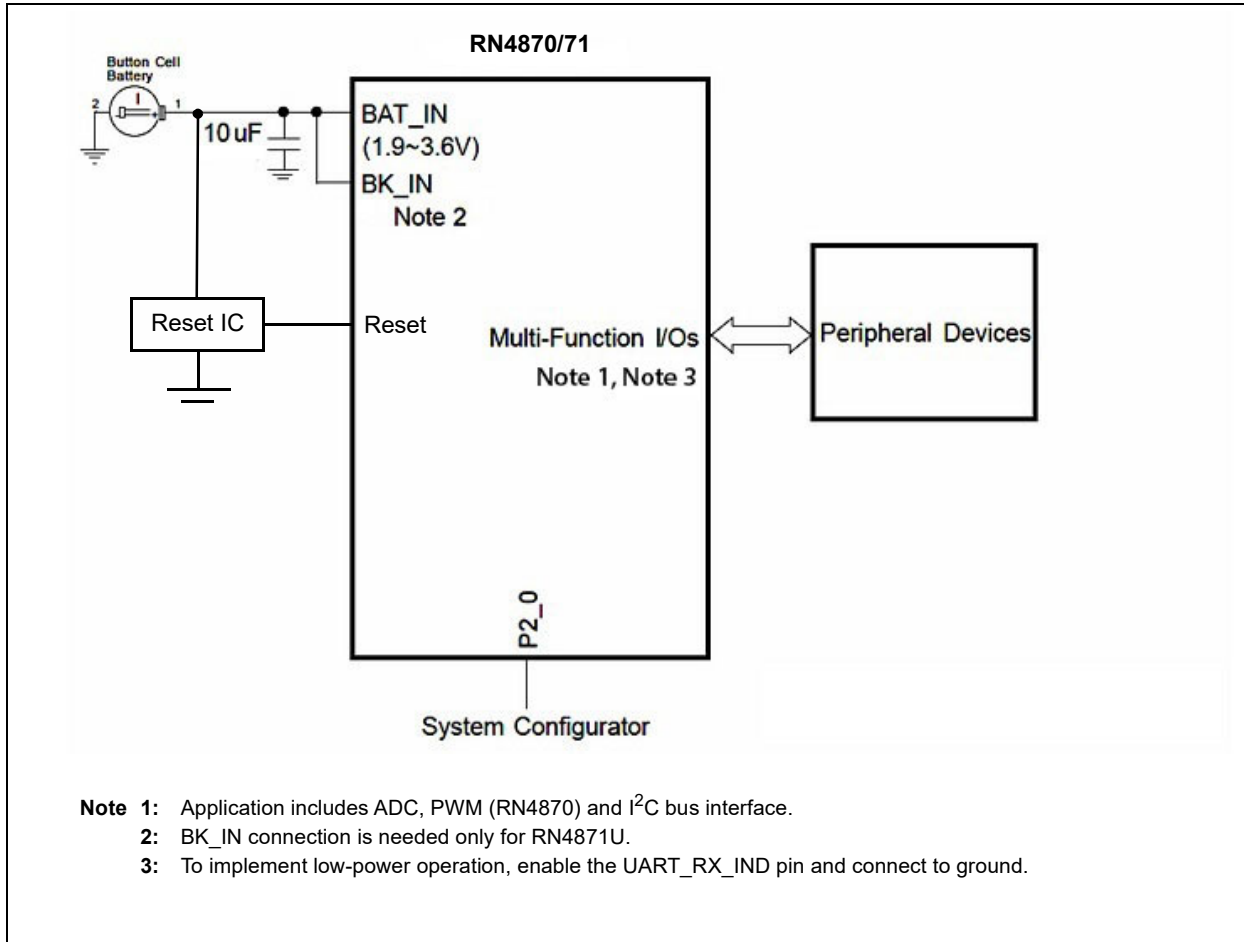 RN4870/71
Button Cell
Battery
2
1
10 uF
BAT_IN
(1.9~3.6V)
BK_IN
Note 2
Reset IC
Reset
Multi-Function I/Os
Note 1, Note 3
Peripheral Devices
P2_0
System Configurator
Note 1: Application includes ADC, PWM (RN4870) and I²C bus interface.
2: BK_IN connection is needed only for RN4871U.
3: To implement low-power operation, enable the UART_RX_IND pin and connect to ground.